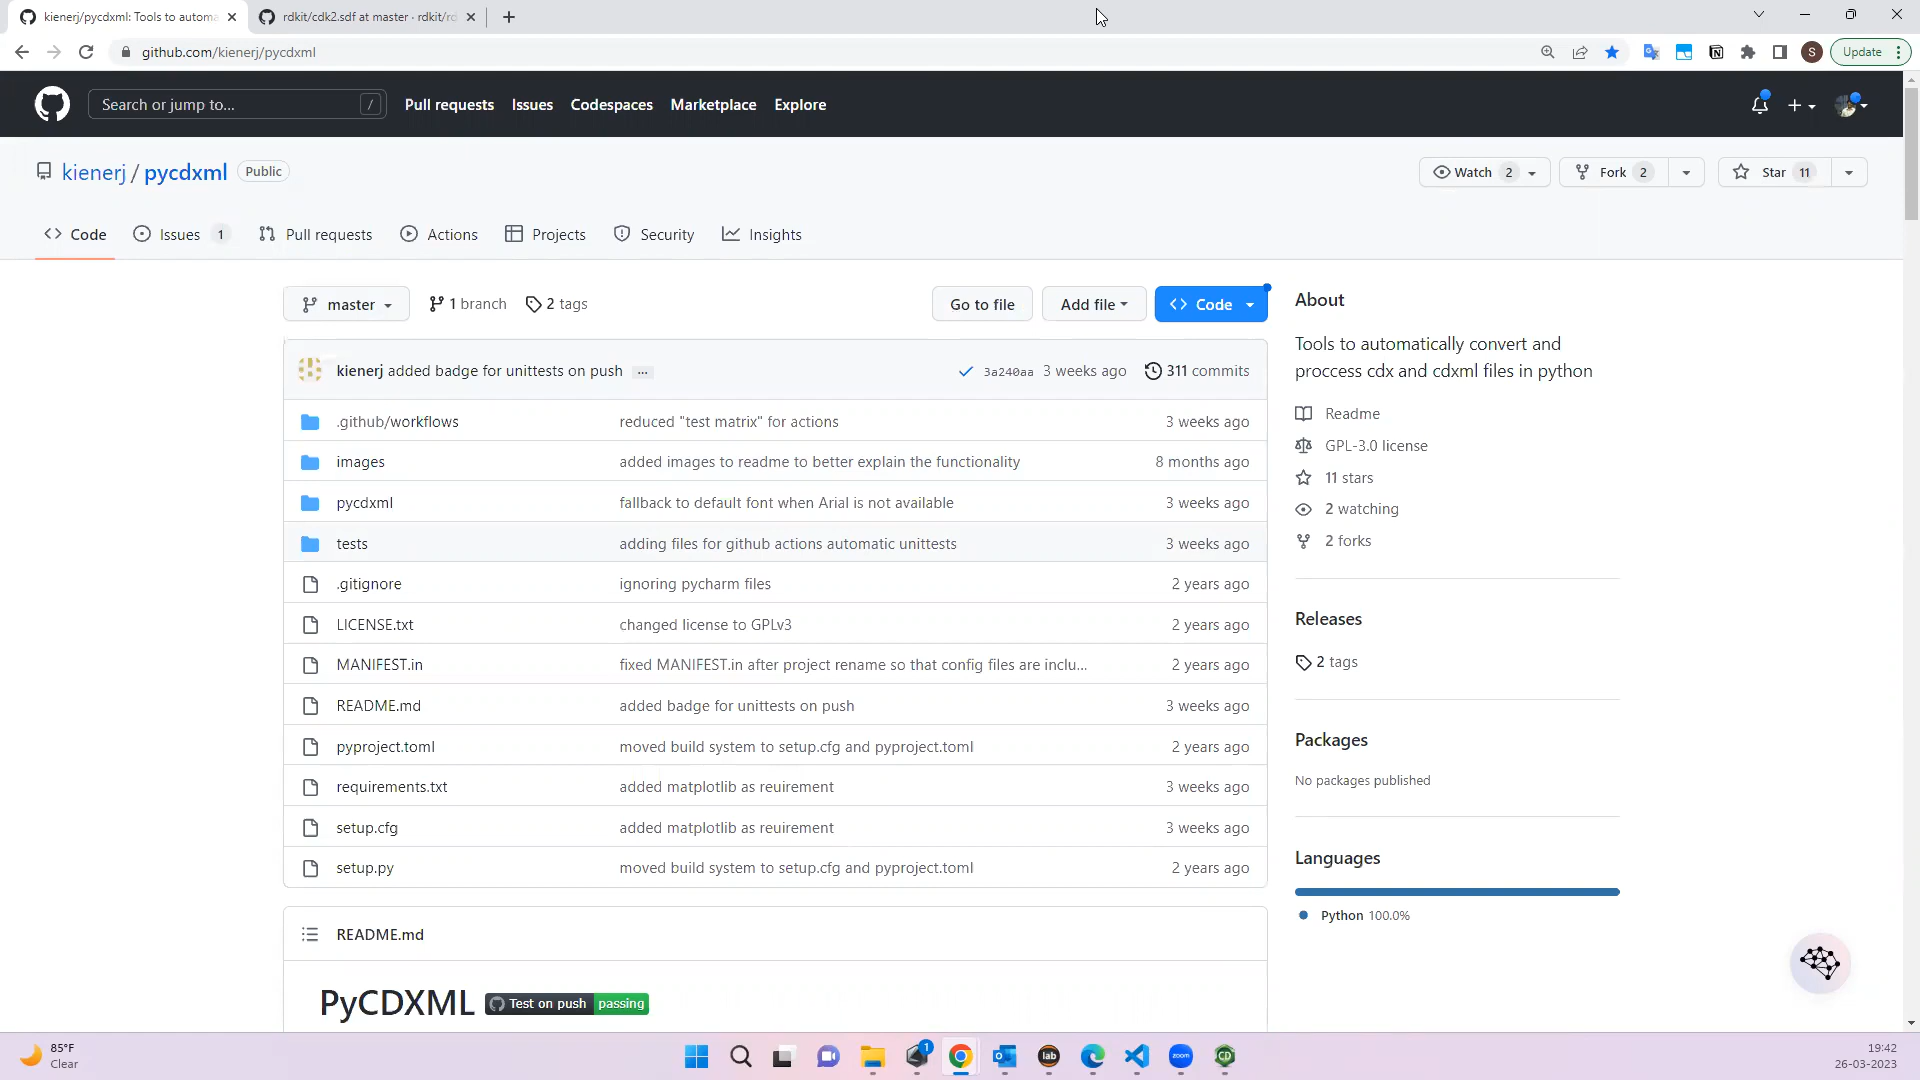 kienerj/pycdxml: Tools to automa
rdkit/cdk2.sdf at master · rdkit/rd
github.com/kienerj/pycdxml
S
Update
Search or jump to...
/
Pull requests
Issues
Codespaces
Marketplace
Explore
kienerj / pycdxml
Public
Watch 2
Fork 2
Star 11
Code
Issues 1
Pull requests
Actions
Projects
Security
Insights
master
1 branch
2 tags
Go to file
Add file
Code
kienerj added badge for unittests on push ...
3a240aa 3 weeks ago
311 commits
.github/workflows reduced "test matrix" for actions 3 weeks ago
images added images to readme to better explain the functionality 8 months ago
pycdxml fallback to default font when Arial is not available 3 weeks ago
tests adding files for github actions automatic unittests 3 weeks ago
.gitignore ignoring pycharm files 2 years ago
LICENSE.txt changed license to GPLv3 2 years ago
MANIFEST.in fixed MANIFEST.in after project rename so that config files are inclu... 2 years ago
README.md added badge for unittests on push 3 weeks ago
pyproject.toml moved build system to setup.cfg and pyproject.toml 2 years ago
requirements.txt added matplotlib as reuirement 3 weeks ago
setup.cfg added matplotlib as reuirement 3 weeks ago
setup.py moved build system to setup.cfg and pyproject.toml 2 years ago
README.md
PyCDXML
Test on push passing
About
Tools to automatically convert and
proccess cdx and cdxml files in python
Readme
GPL-3.0 license
11 stars
2 watching
2 forks
Releases
2 tags
Packages
No packages published
Languages
Python 100.0%
85°F
Clear
1
lab
zoom
CD
19:42
26-03-2023